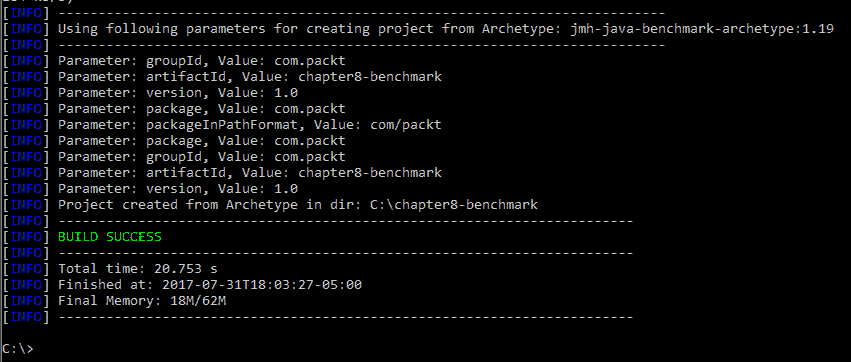 [INFO] ----------------------------------------------------------------------------
[INFO] Using following parameters for creating project from Archetype: jmh-java-benchmark-archetype:1.19
[INFO] ----------------------------------------------------------------------------
[INFO] Parameter: groupId, Value: com.packt
[INFO] Parameter: artifactId, Value: chapter8-benchmark
[INFO] Parameter: version, Value: 1.0
[INFO] Parameter: package, Value: com.packt
[INFO] Parameter: packageInPathFormat, Value: com/packt
[INFO] Parameter: package, Value: com.packt
[INFO] Parameter: groupId, Value: com.packt
[INFO] Parameter: artifactId, Value: chapter8-benchmark
[INFO] Parameter: version, Value: 1.0
[INFO] Project created from Archetype in dir: C:\chapter8-benchmark
[INFO] ------------------------------------------------------------------------
[INFO] BUILD SUCCESS
[INFO] ------------------------------------------------------------------------
[INFO] Total time: 20.753 s
[INFO] Finished at: 2017-07-31T18:03:27-05:00
[INFO] Final Memory: 18M/62M
[INFO] ------------------------------------------------------------------------
C:\>